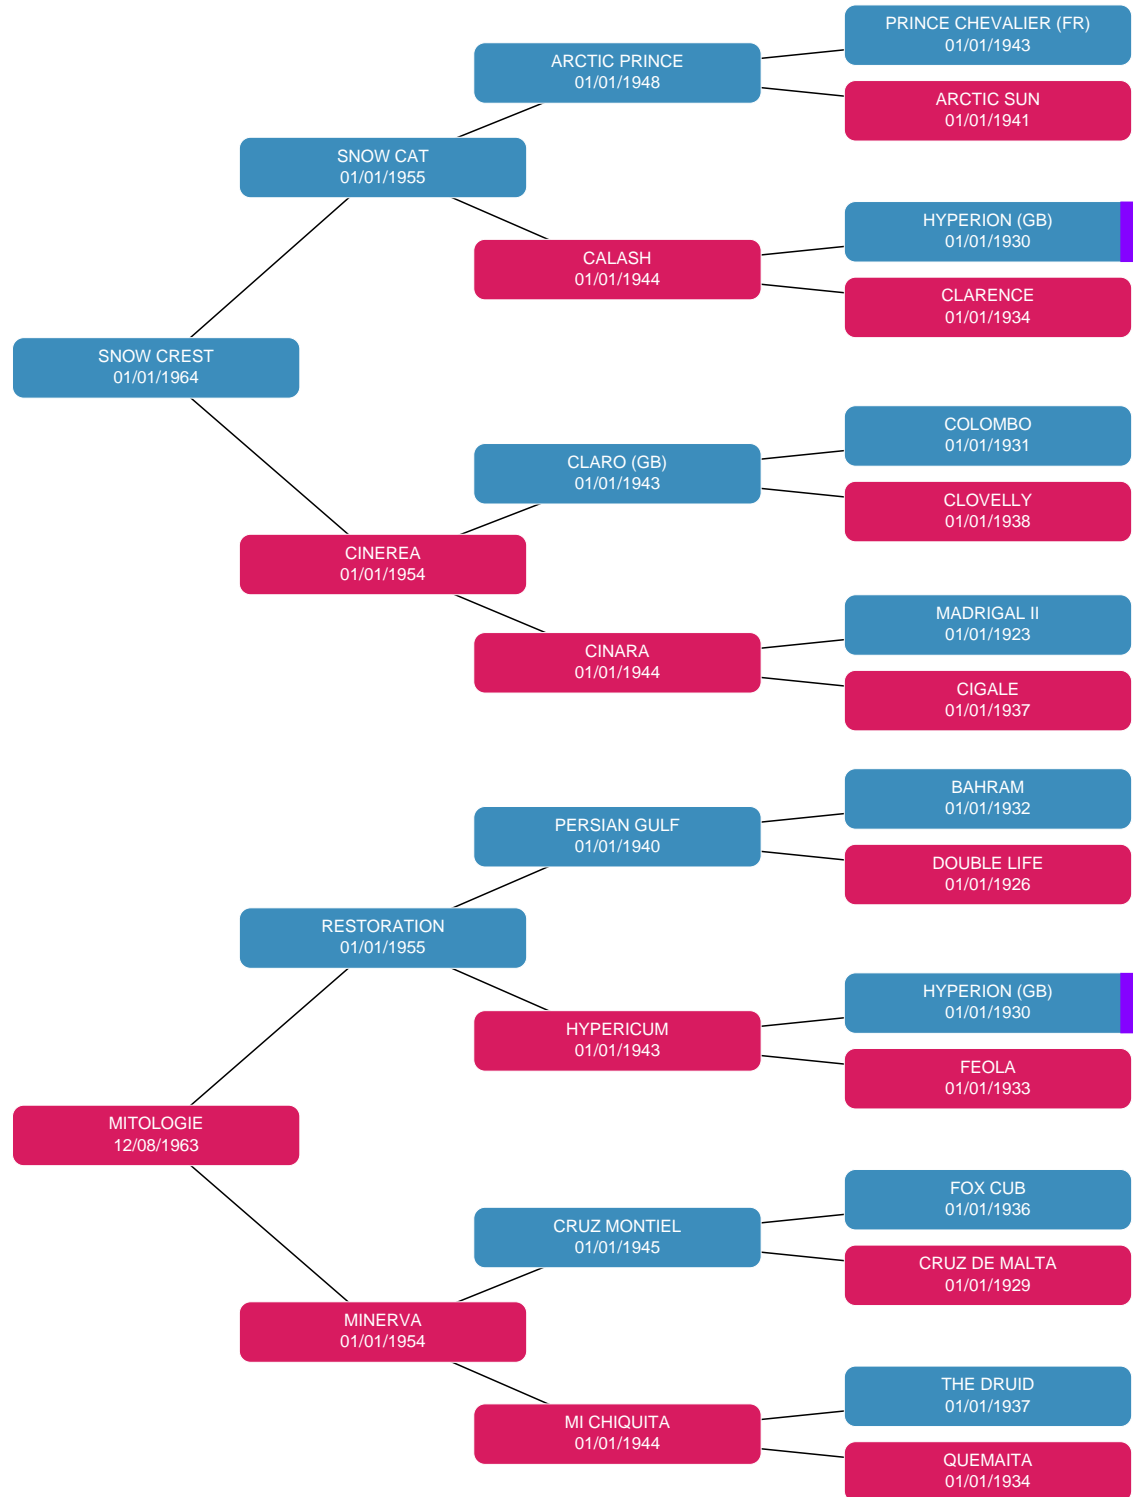 PRINCE CHEVALIER (FR)
01/01/1943
ARCTIC PRINCE
01/01/1948
ARCTIC SUN
01/01/1941
SNOW CAT
01/01/1955
HYPERION (GB)
01/01/1930
CALASH
01/01/1944
CLARENCE
01/01/1934
SNOW CREST
01/01/1964
COLOMBO
01/01/1931
CLARO (GB)
01/01/1943
CLOVELLY
01/01/1938
CINEREA
01/01/1954
MADRIGAL II
01/01/1923
CINARA
01/01/1944
CIGALE
01/01/1937
BAHRAM
01/01/1932
PERSIAN GULF
01/01/1940
DOUBLE LIFE
01/01/1926
RESTORATION
01/01/1955
HYPERION (GB)
01/01/1930
HYPERICUM
01/01/1943
FEOLA
01/01/1933
MITOLOGIE
12/08/1963
FOX CUB
01/01/1936
CRUZ MONTIEL
01/01/1945
CRUZ DE MALTA
01/01/1929
MINERVA
01/01/1954
THE DRUID
01/01/1937
MI CHIQUITA
01/01/1944
QUEMAITA
01/01/1934